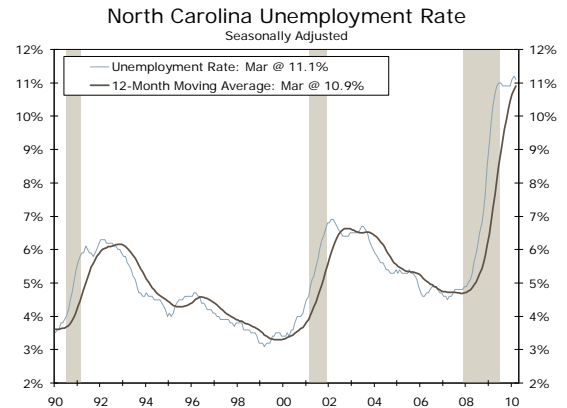 North Carolina Unemployment Rate
Seasonally Adjusted
12% 12%
Unemployment Rate: Mar @ 11.1%
11% 11%
12-Month Moving Average: Mar @ 10.9%
10% 10%
9% 9%
8% 8%
7% 7%
6% 6%
5% 5%
4% 4%
3% 3%
2% 2%
90 92 94 96 98 00 02 04 06 08 10